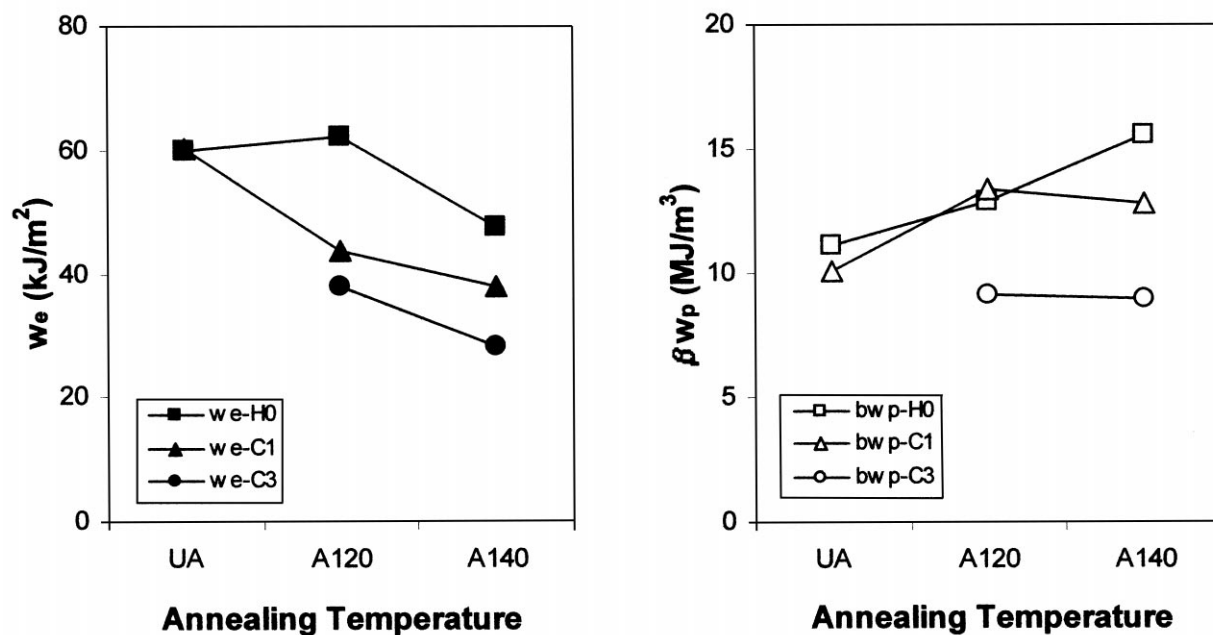 80
60
40
20
0
we (kJ/m²)
we-H0
we-C1
we-C3
UA A120 A140
Annealing Temperature
20
15
10
5
0
βwp (MJ/m³)
bwp-H0
bwp-C1
bwp-C3
UA A120 A140
Annealing Temperature